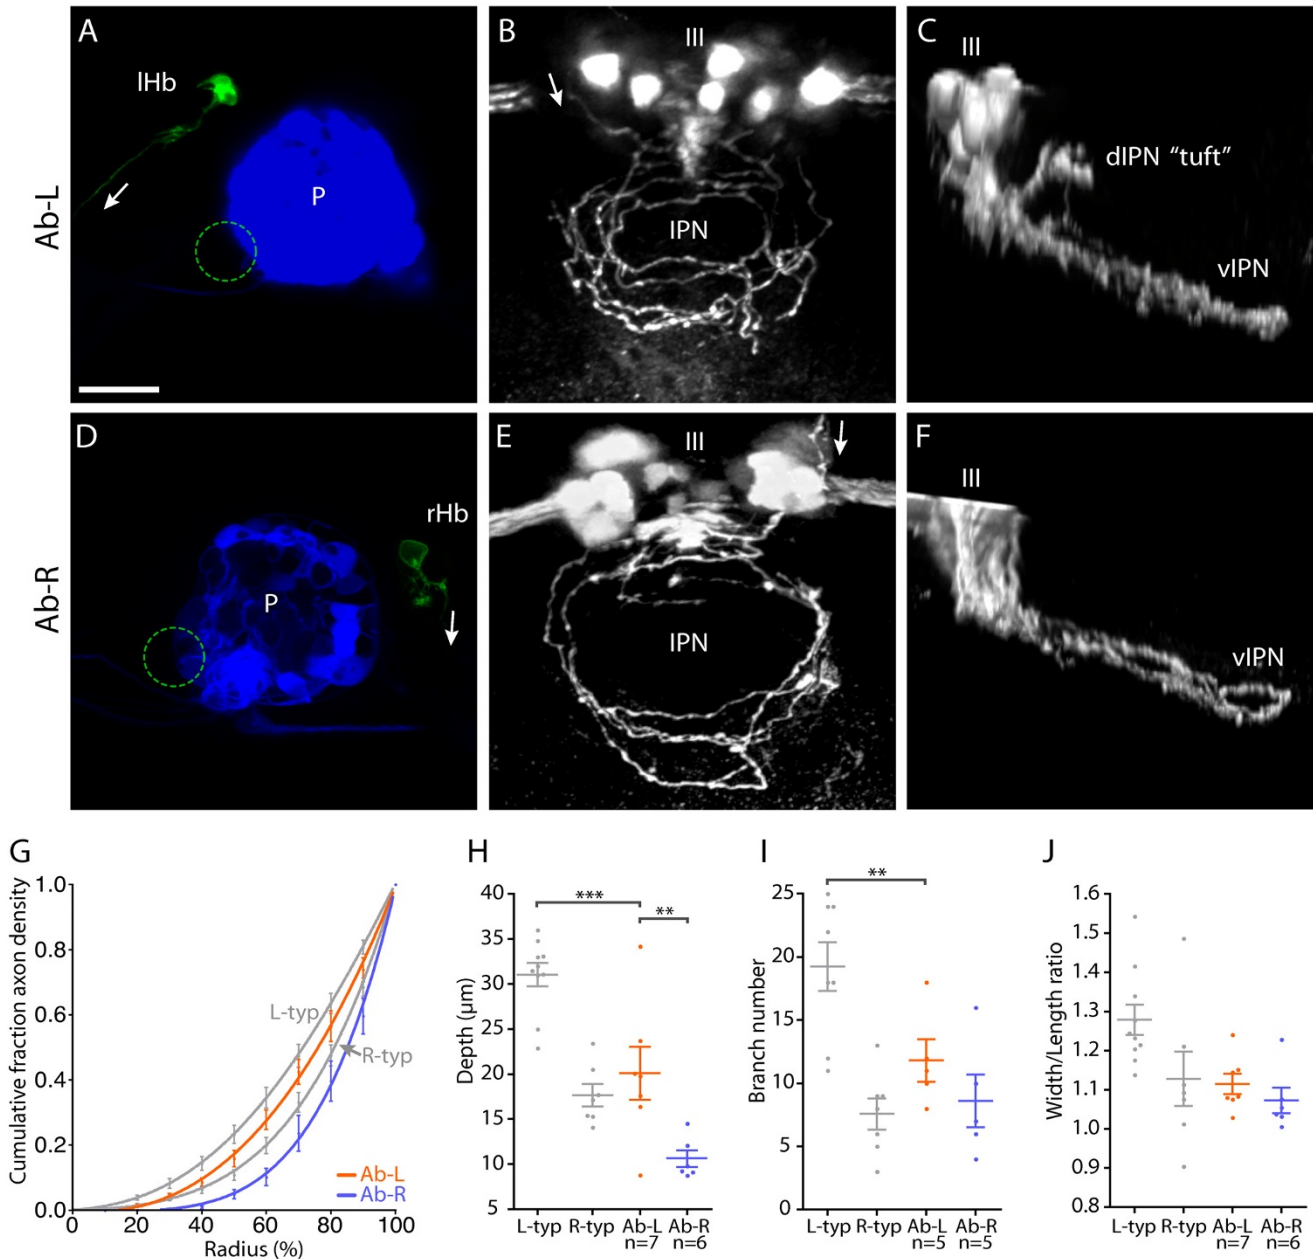 A
lHb
P
Ab-L
B
III
IPN
C
III
dIPN "tuft"
vIPN
D
rHb
P
Ab-R
E
III
IPN
F
III
vIPN
G
Cumulative fraction axon density
1.0
0.8
0.6
0.4
0.2
0.0
0 20 40 60 80 100
Radius (%)
L-typ
R-typ
Ab-L
Ab-R
H
Depth (µm)
40
35
30
25
20
15
10
5
***
**
L-typ R-typ Ab-L Ab-R
n=7 n=6
I
Branch number
25
20
15
10
5
0
**
L-typ R-typ Ab-L Ab-R
n=5 n=5
J
Width/Length ratio
1.6
1.5
1.4
1.3
1.2
1.1
1.0
0.9
0.8
L-typ R-typ Ab-L Ab-R
n=7 n=6